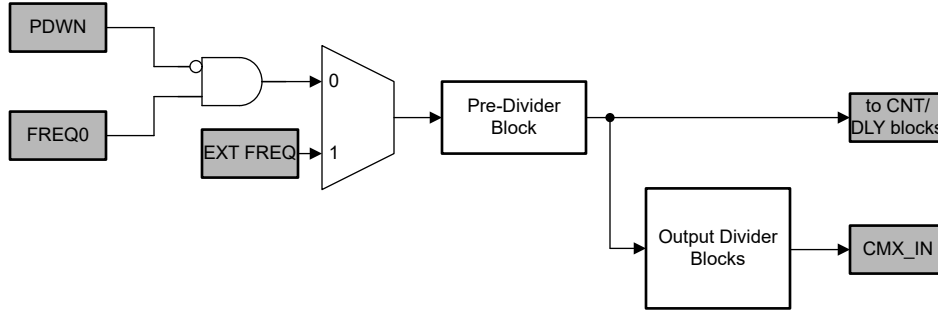 PDWN
FREQ0
EXT FREQ
0
1
Pre-Divider
Block
to CNT/
DLY blocks
Output Divider
Blocks
CMX_IN